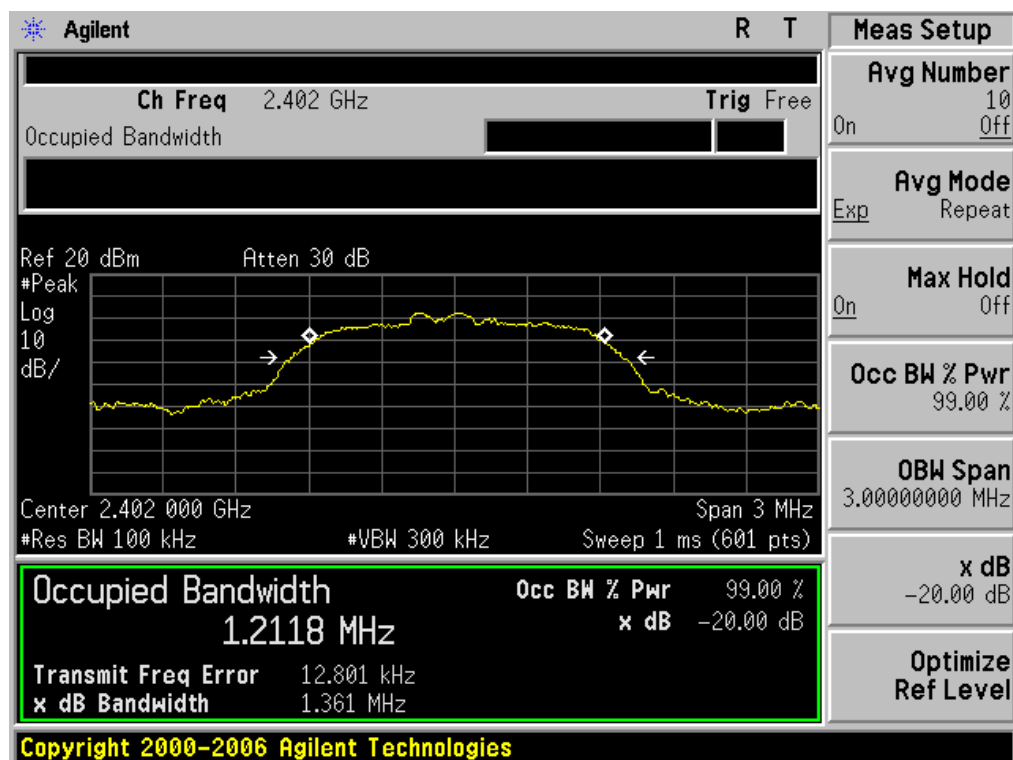 Agilent R T
Ch Freq 2.402 GHz Trig Free
Occupied Bandwidth
Ref 20 dBm Atten 30 dB
#Peak
Log
10
dB/
Center 2.402 000 GHz Span 3 MHz
#Res BW 100 kHz #VBW 300 kHz Sweep 1 ms (601 pts)
Occupied Bandwidth Occ BW % Pwr 99.00 %
1.2118 MHz x dB -20.00 dB
Transmit Freq Error 12.801 kHz
x dB Bandwidth 1.361 MHz
Copyright 2000-2006 Agilent Technologies
Meas Setup
Avg Number
10
On Off
Avg Mode
Exp Repeat
Max Hold
On Off
Occ BW % Pwr
99.00 %
OBW Span
3.00000000 MHz
x dB
-20.00 dB
Optimize
Ref Level